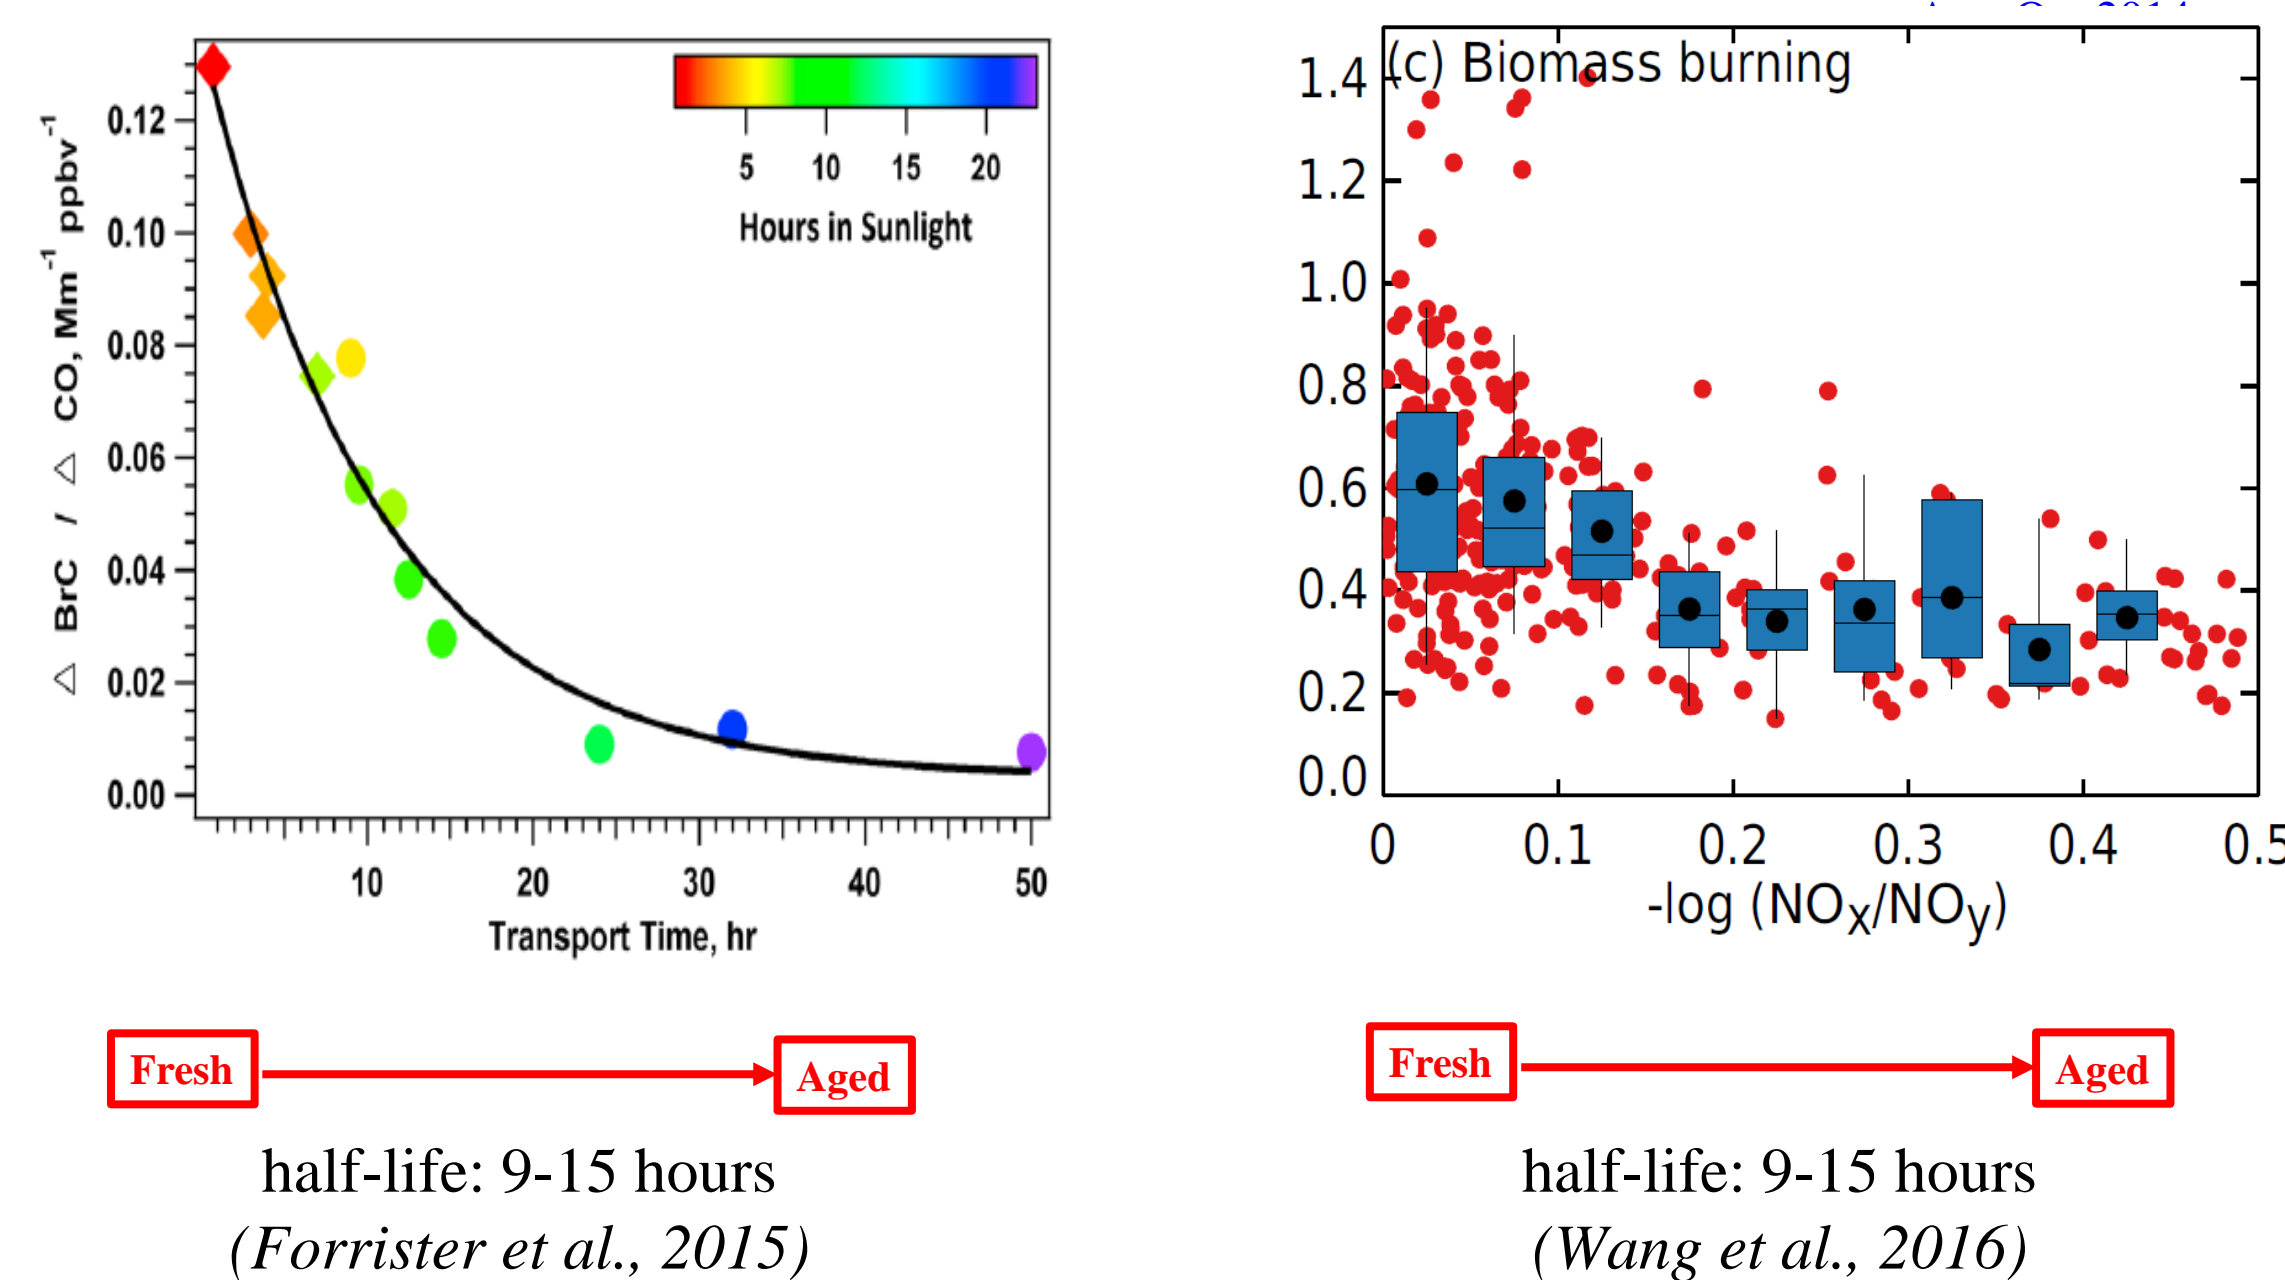 0.12
0.10
0.08
0.06
0.04
0.02
0.00
△ BrC / △ CO, Mm⁻¹ ppbv⁻¹
5 10 15 20
Hours in Sunlight
10 20 30 40 50
Transport Time, hr
Fresh
Aged
half-life: 9-15 hours
(Forrister et al., 2015)
(c) Biomass burning
1.4
1.2
1.0
0.8
0.6
0.4
0.2
0.0
0 0.1 0.2 0.3 0.4 0.5
-log (NOx/NOy)
Fresh
Aged
half-life: 9-15 hours
(Wang et al., 2016)